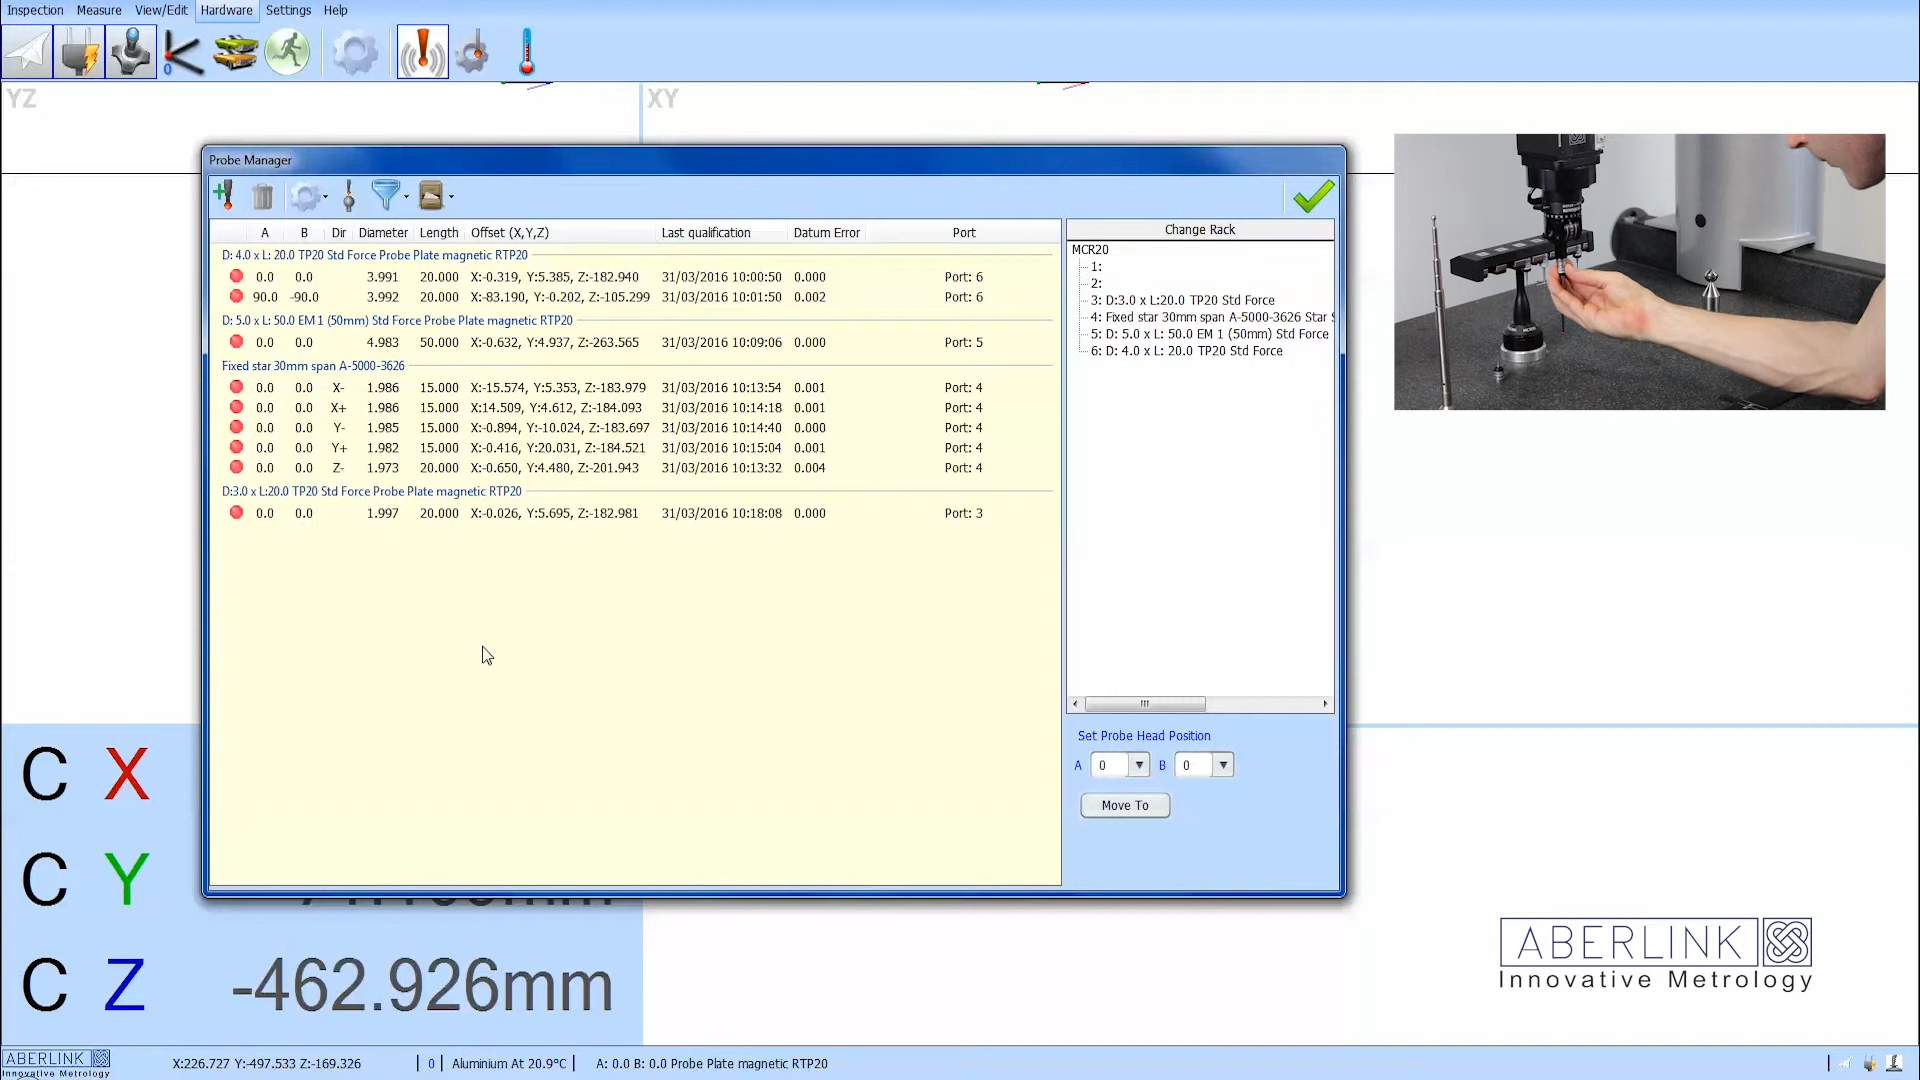 Inspection Measure View/Edit Hardware Settings Help
0
YZ
XY
Probe Manager
A B Dir Diameter Length Offset (X,Y,Z) Last qualification Datum Error Port
D: 4.0 x L: 20.0 TP20 Std Force Probe Plate magnetic RTP20
0.0 0.0 3.991 20.000 X:-0.319, Y:5.385, Z:-182.940 31/03/2016 10:00:50 0.000 Port: 6
90.0 -90.0 3.992 20.000 X:-83.190, Y:-0.202, Z:-105.299 31/03/2016 10:01:50 0.002 Port: 6
D: 5.0 x L: 50.0 EM 1 (50mm) Std Force Probe Plate magnetic RTP20
0.0 0.0 4.983 50.000 X:-0.632, Y:4.937, Z:-263.565 31/03/2016 10:09:06 0.000 Port: 5
Fixed star 30mm span A-5000-3626
0.0 0.0 X- 1.986 15.000 X:-15.574, Y:5.353, Z:-183.979 31/03/2016 10:13:54 0.001 Port: 4
0.0 0.0 X+ 1.986 15.000 X:14.509, Y:4.612, Z:-184.093 31/03/2016 10:14:18 0.001 Port: 4
0.0 0.0 Y- 1.985 15.000 X:-0.894, Y:-10.024, Z:-183.697 31/03/2016 10:14:40 0.000 Port: 4
0.0 0.0 Y+ 1.982 15.000 X:-0.416, Y:20.031, Z:-184.521 31/03/2016 10:15:04 0.001 Port: 4
0.0 0.0 Z- 1.973 20.000 X:-0.650, Y:4.480, Z:-201.943 31/03/2016 10:13:32 0.004 Port: 4
D:3.0 x L:20.0 TP20 Std Force Probe Plate magnetic RTP20
0.0 0.0 1.997 20.000 X:-0.026, Y:5.695, Z:-182.981 31/03/2016 10:18:08 0.000 Port: 3
Change Rack
MCR20
1:
2:
3: D:3.0 x L:20.0 TP20 Std Force
4: Fixed star 30mm span A-5000-3626 Star S
5: D: 5.0 x L: 50.0 EM 1 (50mm) Std Force
6: D: 4.0 x L: 20.0 TP20 Std Force
Set Probe Head Position
A 0 B 0
Move To
C X
C Y
C Z -462.926mm
ABERLINK
Innovative Metrology
ABERLINK
Innovative Metrology
X:226.727 Y:-497.533 Z:-169.326 0 Aluminium At 20.9°C A: 0.0 B: 0.0 Probe Plate magnetic RTP20